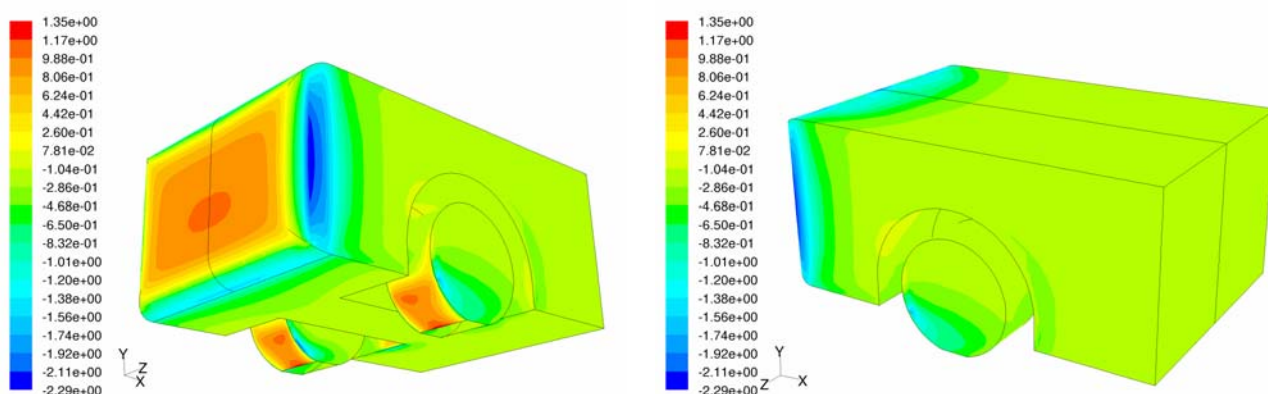 1.35e+00
1.17e+00
9.88e-01
8.06e-01
6.24e-01
4.42e-01
2.60e-01
7.81e-02
-1.04e-01
-2.86e-01
-4.68e-01
-6.50e-01
-8.32e-01
-1.01e+00
-1.20e+00
-1.38e+00
-1.56e+00
-1.74e+00
-1.92e+00
-2.11e+00
-2.29e+00
Y
Z
X
1.35e+00
1.17e+00
9.88e-01
8.06e-01
6.24e-01
4.42e-01
2.60e-01
7.81e-02
-1.04e-01
-2.86e-01
-4.68e-01
-6.50e-01
-8.32e-01
-1.01e+00
-1.20e+00
-1.38e+00
-1.56e+00
-1.74e+00
-1.92e+00
-2.11e+00
-2.29e+00
Y
Z
X